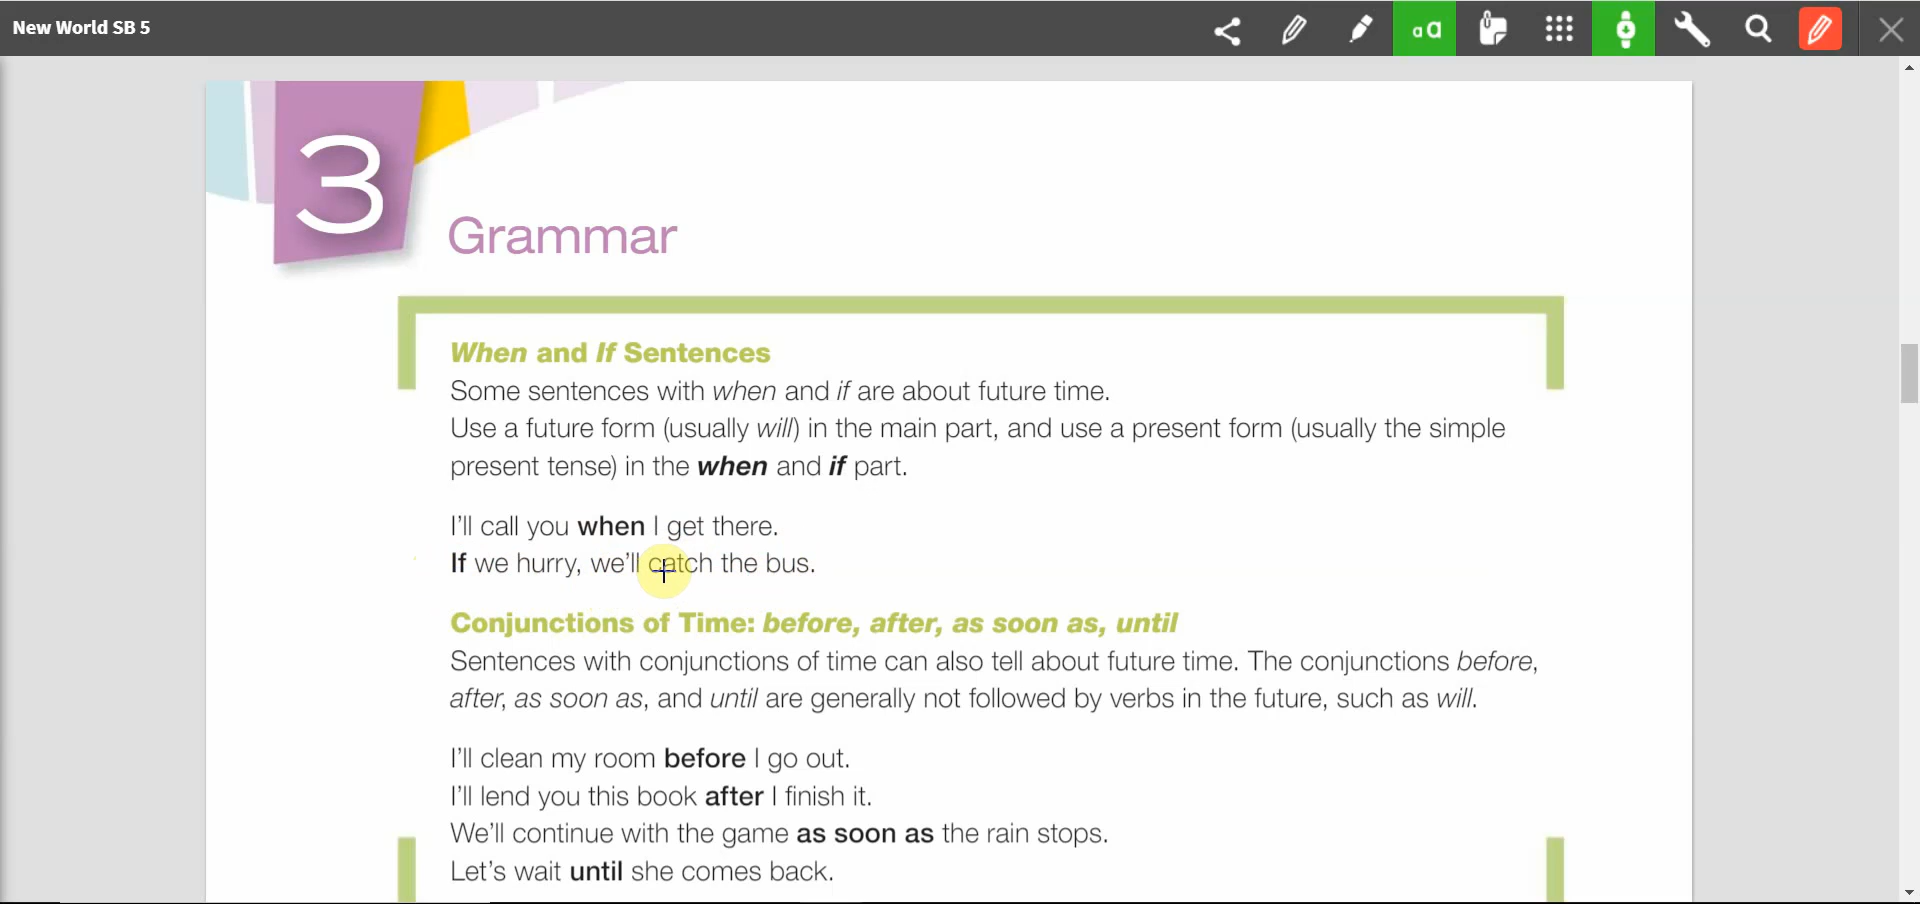 New World SB 5
aa
3
Grammar
When and If Sentences
Some sentences with when and if are about future time.
Use a future form (usually will) in the main part, and use a present form (usually the simple
present tense) in the when and if part.
I'll call you when I get there.
If we hurry, we'll catch the bus.
Conjunctions of Time: before, after, as soon as, until
Sentences with conjunctions of time can also tell about future time. The conjunctions before,
after, as soon as, and until are generally not followed by verbs in the future, such as will.
I'll clean my room before I go out.
I'll lend you this book after I finish it.
We'll continue with the game as soon as the rain stops.
Let's wait until she comes back.